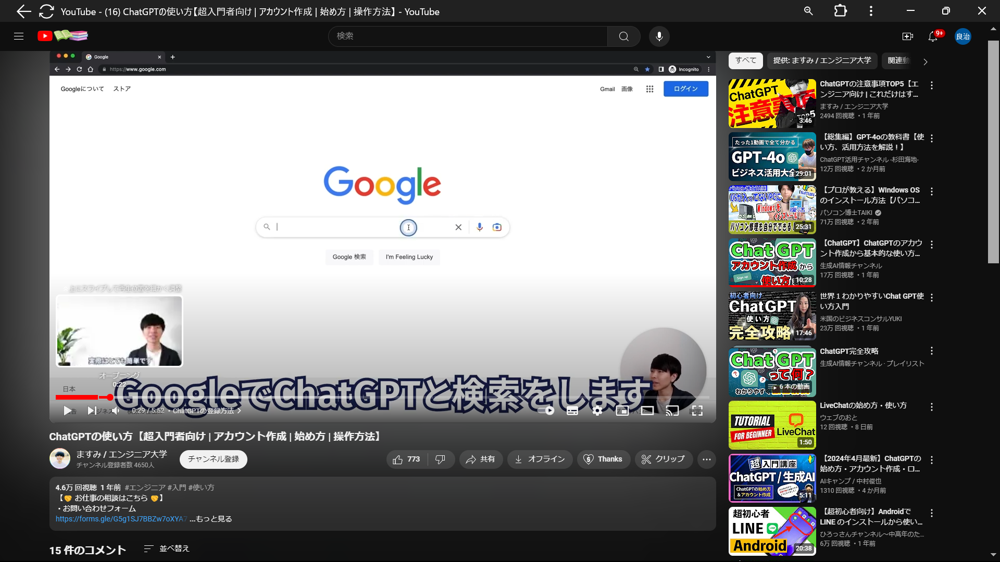 YouTube - (16) ChatGPTの使い方【超入門者向け | アカウント作成 | 始め方 | 操作方法】 - YouTube
検索
9+
良治
Google
https://www.google.com
Incognito
Googleについて ストア
Gmail 画像
ログイン
Google
Google 検索
I'm Feeling Lucky
上にスワイプして再生位置を細かく調整
実際はとても簡単です
オープニング
0:22
日本
GoogleでChatGPTと検索をします
0:29 / 5:52 ・ChatGPTの登録方法
ChatGPTの使い方【超入門者向け | アカウント作成 | 始め方 | 操作方法】
ますみ / エンジニア大学
チャンネル登録者数 4650人
チャンネル登録
773
共有
オフライン
Thanks
クリップ
4.6万 回視聴 1 年前 #エンジニア #入門 #使い方
【🤝 お仕事の相談はこちら 🤝】
・お問い合わせフォーム
https://forms.gle/G5g1SJ7BBZw7oXYA7 ...もっと見る
15 件のコメント
並べ替え
すべて
提供: ますみ / エンジニア大学
関連動
ChatGPT
注意事項
TOP5
3:46
ChatGPTの注意事項TOP5【エ
ンジニア向け | これだけはす...
ますみ / エンジニア大学
2494 回視聴 ・1 年前
たった1動画で全て分かる
GPT-4o
ビジネス活用大全
29:01
【総集編】GPT-4oの教科書【使
い方、活用方法を解説！】
ChatGPT活用チャンネル -杉田海地-
12万 回視聴 ・2 か月前
パソコン博士TAIKI
OSが入ってないPCに
Windowsを
インストール!
復活!
OS無し
パソコン修理も自分でできる!
25:31
【プロが教える】Windows OS
のインストール方法【パソコ...
パソコン博士TAIKI
71万 回視聴 ・2 年前
Chat GPT
アカウント作成から
Sign up
使い方まで
10:28
【ChatGPT】ChatGPTのアカウ
ント作成から基本的な使い方...
生成AI情報チャンネル
17万 回視聴 ・1 年前
初心者向け
ChatGPT
使い方
完全攻略
17:46
世界１わかりやすいChat GPT使
い方入門
米国のビジネスコンサルYUKI
23万 回視聴 ・1 年前
Chat GPT
って何?
わかりやすく
6 本の動画
ChatGPT完全攻略
生成AI情報チャンネル · プレイリスト
TUTORIAL
FOR BEGINNER
LiveChat
1:50
LiveChatの始め方・使い方
ウェブのおと
12 回視聴 ・8 日前
超入門講座
ChatGPT/生成AI
ChatGPTの始め方
&アカウント作成
5:11
【2024年4月最新】ChatGPTの
始め方・アカウント作成・ロ...
AIキャンプ / 中村俊也
1310 回視聴 ・4 か月前
超初心者
LINE
Android
20:38
【超初心者向け】Androidで
LINE のインストールから使い...
ひろっさんチャンネル〜中高年のた...
6万 回視聴 ・1 年前